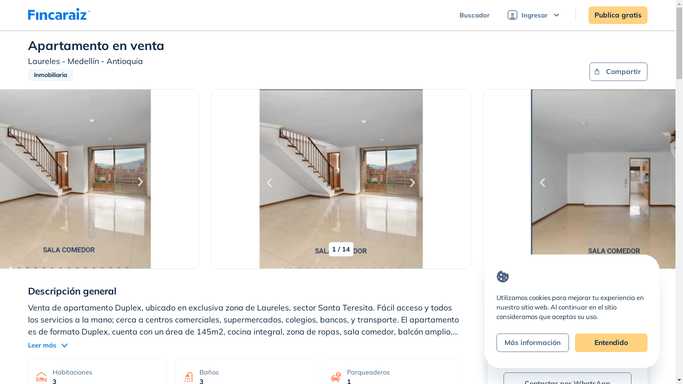 Fincaraiz
Buscador
Ingresar
Publica gratis
Apartamento en venta
Laureles - Medellín - Antioquia
Inmobiliaria
Compartir
SALA COMEDOR
SALA COMEDOR
1 / 14
SALA COMEDOR
Descripción general
Venta de apartamento Duplex, ubicado en exclusiva zona de Laureles, sector Santa Teresita. Fácil acceso y todos
los servicios a la mano; cerca a centros comerciales, supermercados, colegios, bancos, y transporte. El apartamento
es de formato Duplex, cuenta con un área de 145m2, cocina integral, zona de ropas, sala comedor, balcón amplio,...
Leer más
Habitaciones
3
Baños
3
Parqueaderos
1
Utilizamos cookies para mejorar tu experiencia en
nuestro sitio web. Al continuar en el sitio
consideramos que aceptas su uso.
Más información
Entendido
Contactar por WhatsApp